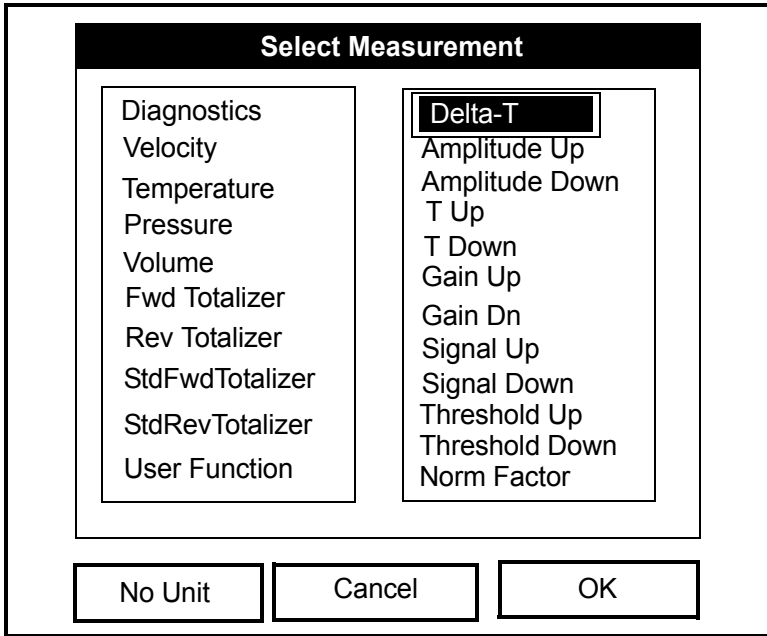 Select Measurement
Diagnostics
Velocity
Temperature
Pressure
Volume
Fwd Totalizer
Rev Totalizer
StdFwdTotalizer
StdRevTotalizer
User Function
Delta-T
Amplitude Up
Amplitude Down
T Up
T Down
Gain Up
Gain Dn
Signal Up
Signal Down
Threshold Up
Threshold Down
Norm Factor
No Unit
Cancel
OK